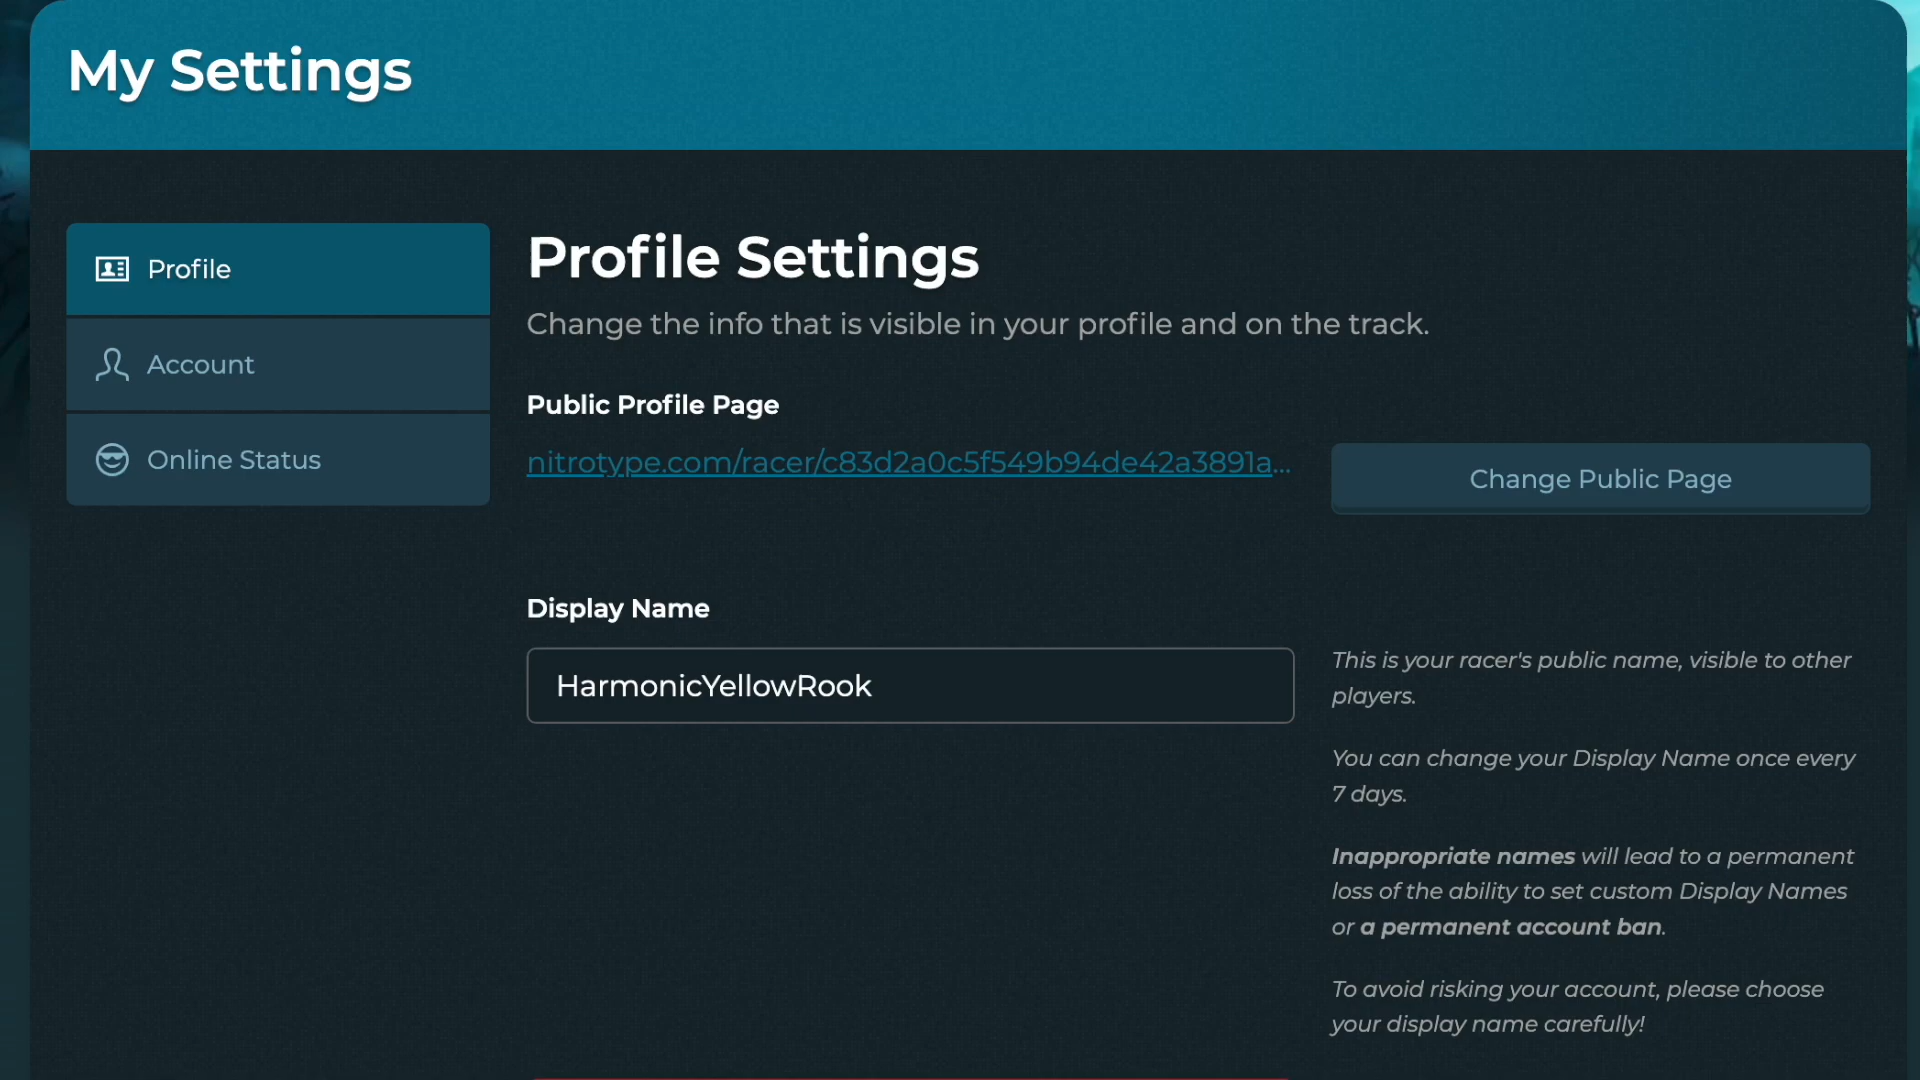 My Settings
Profile
Account
Online Status
Profile Settings
Change the info that is visible in your profile and on the track.
Public Profile Page
nitrotype.com/racer/c83d2a0c5f549b94de42a3891a...
Change Public Page
Display Name
HarmonicYellowRook
This is your racer's public name, visible to other
players.
You can change your Display Name once every
7 days.
Inappropriate names will lead to a permanent
loss of the ability to set custom Display Names
or a permanent account ban.
To avoid risking your account, please choose
your display name carefully!